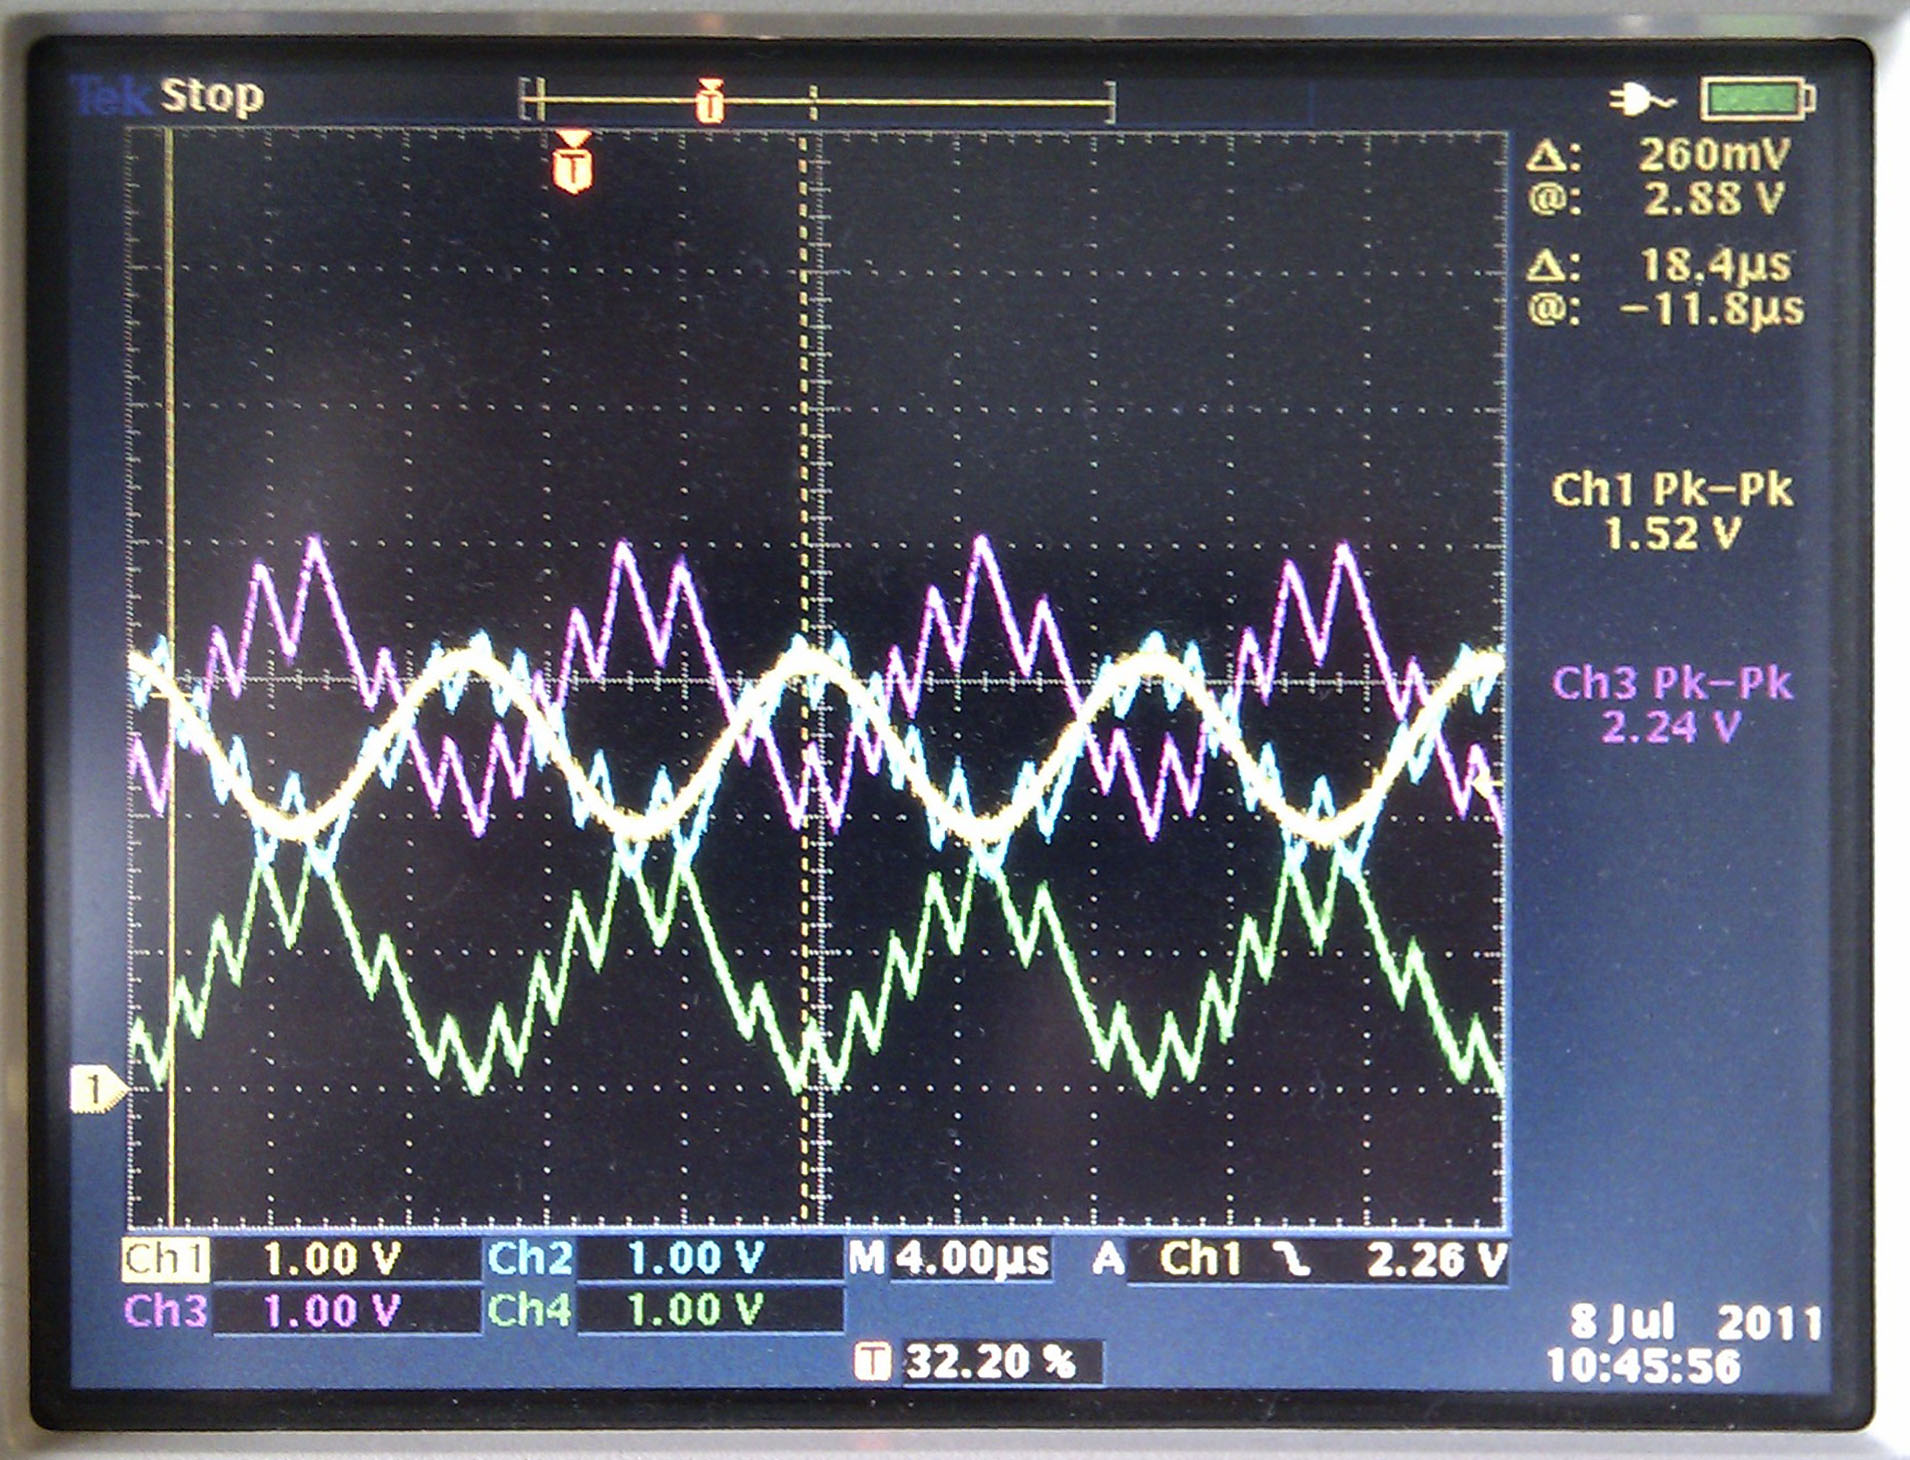 Tek Stop
T
T
Δ: 260mV
@: 2.88 V
Δ: 18.4µs
@: -11.8µs
Ch1 Pk-Pk
1.52 V
Ch3 Pk-Pk
2.24 V
1
Ch1 1.00 V Ch2 1.00 V M 4.00µs A Ch1 2.26 V
Ch3 1.00 V Ch4 1.00 V
T 32.20 %
8 Jul 2011
10:45:56